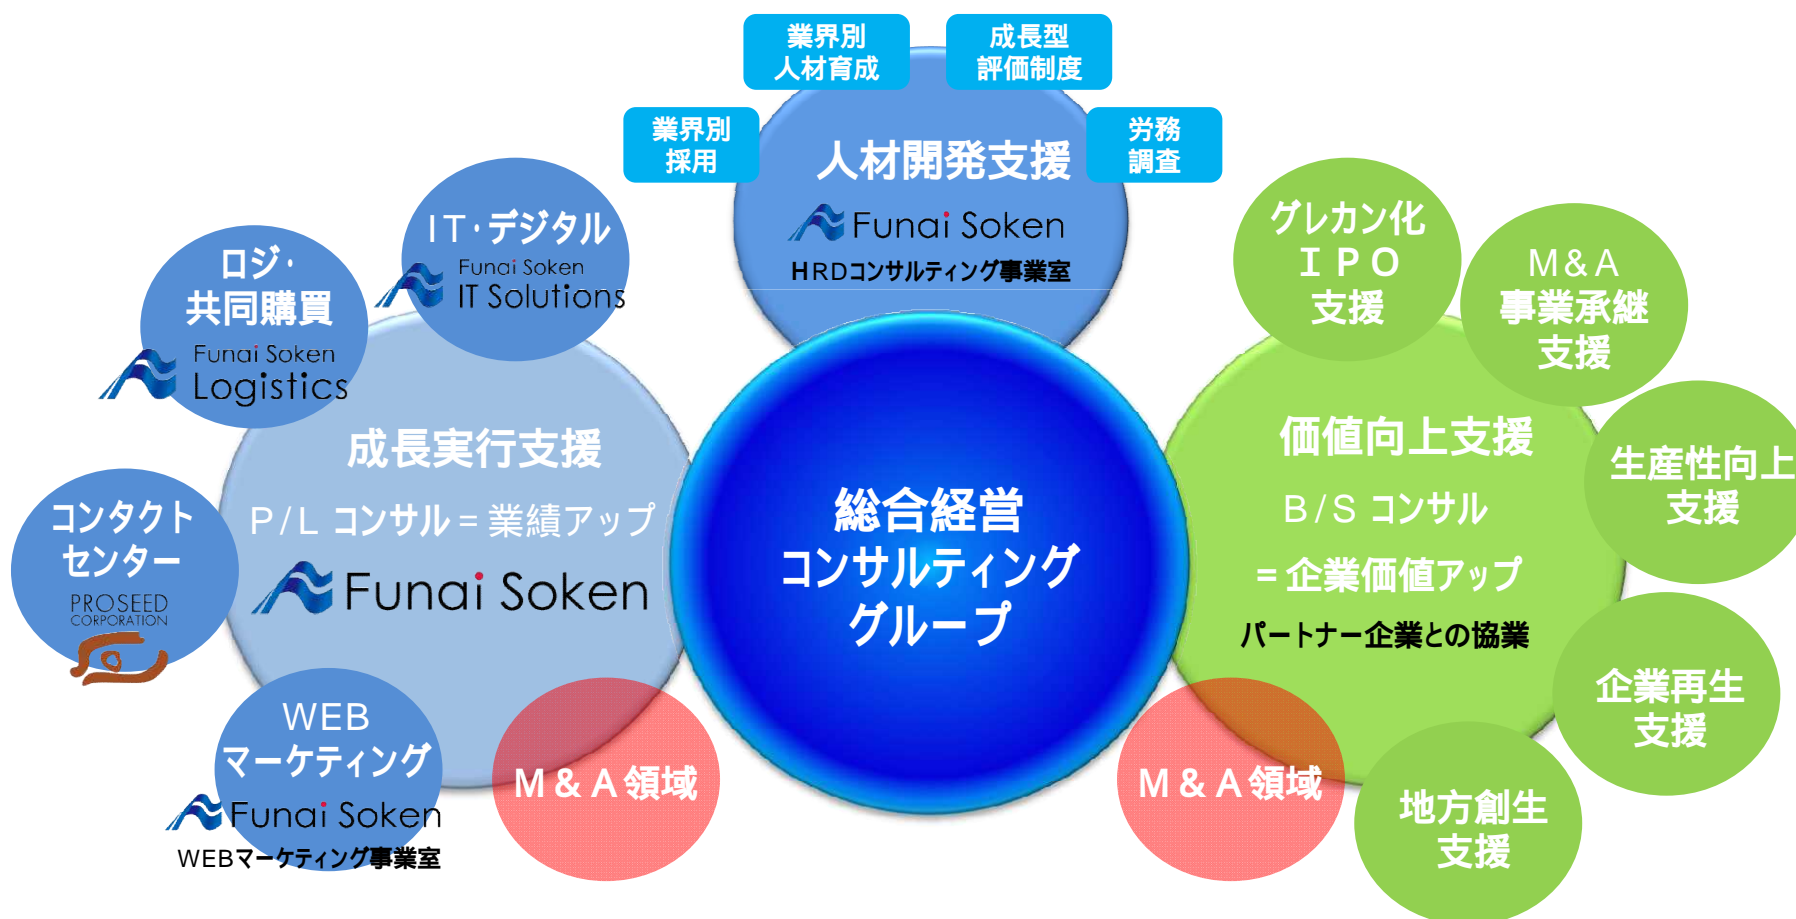 業界別
人材育成
成長型
評価制度
業界別
採用
労務
調査
人材開発支援
Funai Soken
HRDコンサルティング事業室
IT・デジタル
Funai Soken
IT Solutions
ロジ・
共同購買
Funai Soken
Logistics
コンタクト
センター
PROSEED
CORPORATION
成長実行支援
P/L コンサル=業績アップ
Funai Soken
WEB
マーケティング
Funai Soken
WEBマーケティング事業室
M&A領域
総合経営
コンサルティング
グループ
グレカン化
IPO
支援
M&A
事業承継
支援
価値向上支援
B/S コンサル
=企業価値アップ
パートナー企業との協業
生産性向上
支援
企業再生
支援
M&A領域
地方創生
支援